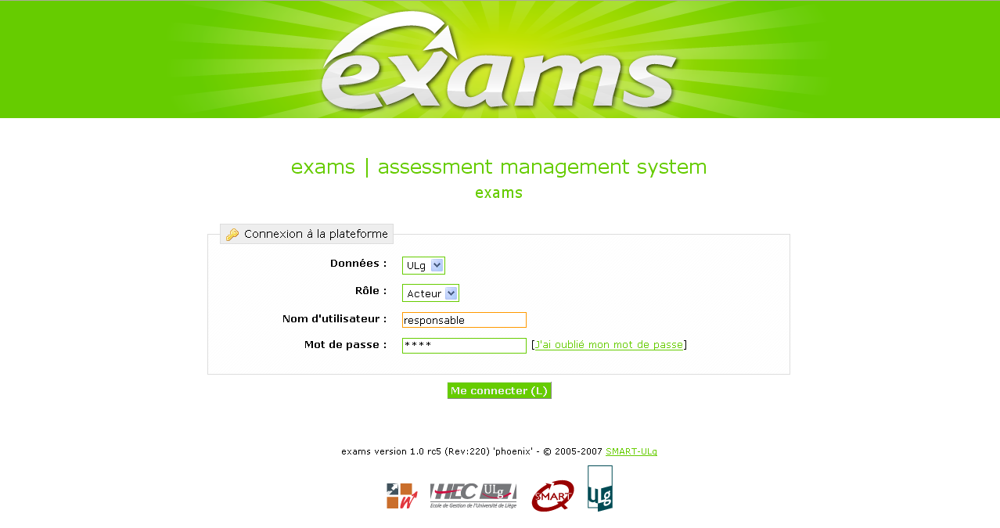 exams
exams | assessment management system
exams
Connexion à la plateforme
Données : ULg
Rôle : Acteur
Nom d'utilisateur : responsable
Mot de passe : **** [J'ai oublié mon mot de passe]
Me connecter (L)
exams version 1.0 rc5 (Rev:220) 'phoenix' - © 2005-2007 SMART-ULg
W HEC ULg SMART ulg
Ecole de Gestion de l'Université de Liège